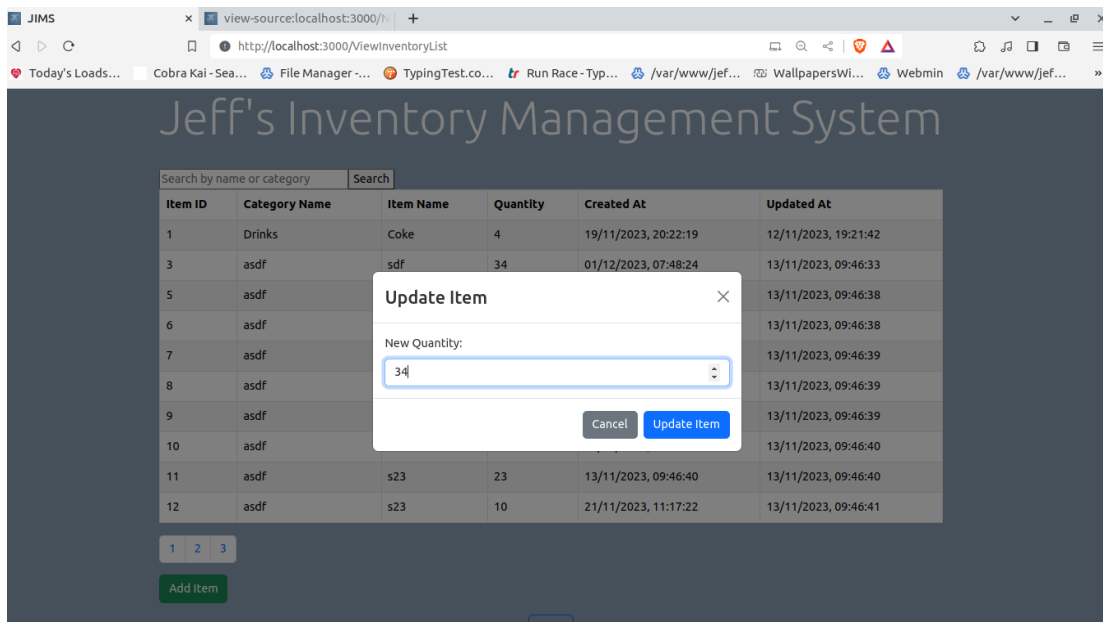 JIMS
view-source:localhost:3000/N
http://localhost:3000/ViewInventoryList
Today's Loads... Cobra Kai - Sea... File Manager -... TypingTest.co... tr Run Race - Typ... /var/www/jef... WallpapersWi... Webmin /var/www/jef... »
Jeff's Inventory Management System
Search by name or category Search
Item ID Category Name Item Name Quantity Created At Updated At
1 Drinks Coke 4 19/11/2023, 20:22:19 12/11/2023, 19:21:42
3 asdf sdf 34 01/12/2023, 07:48:24 13/11/2023, 09:46:33
5 asdf 13/11/2023, 09:46:38
6 asdf 13/11/2023, 09:46:38
7 asdf 13/11/2023, 09:46:39
8 asdf 13/11/2023, 09:46:39
9 asdf 13/11/2023, 09:46:39
10 asdf 13/11/2023, 09:46:40
11 asdf s23 23 13/11/2023, 09:46:40 13/11/2023, 09:46:40
12 asdf s23 10 21/11/2023, 11:17:22 13/11/2023, 09:46:41
Update Item
New Quantity:
34
Cancel Update Item
1 2 3
Add Item